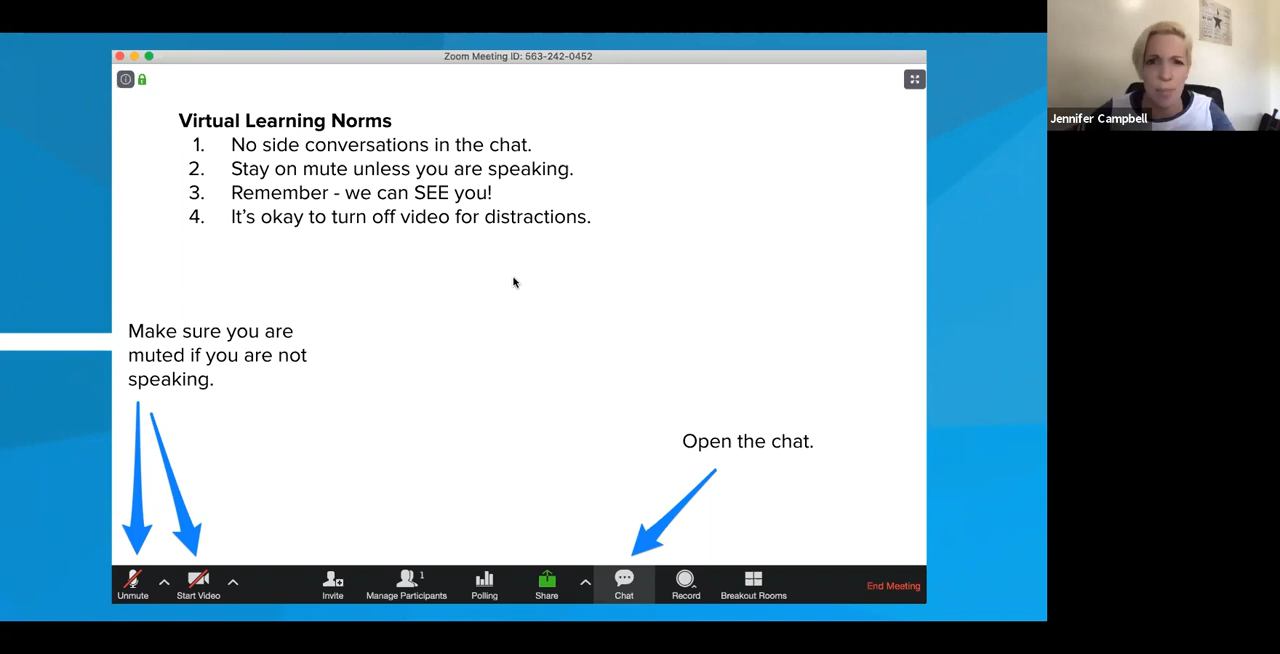 Zoom Meeting ID: 563-242-0452
Jennifer Campbell
Virtual Learning Norms
1. No side conversations in the chat.
2. Stay on mute unless you are speaking.
3. Remember - we can SEE you!
4. It’s okay to turn off video for distractions.
Make sure you are
muted if you are not
speaking.
Open the chat.
Unmute
Start Video
Invite
Manage Participants
1
Polling
Share
Chat
Record
Breakout Rooms
End Meeting